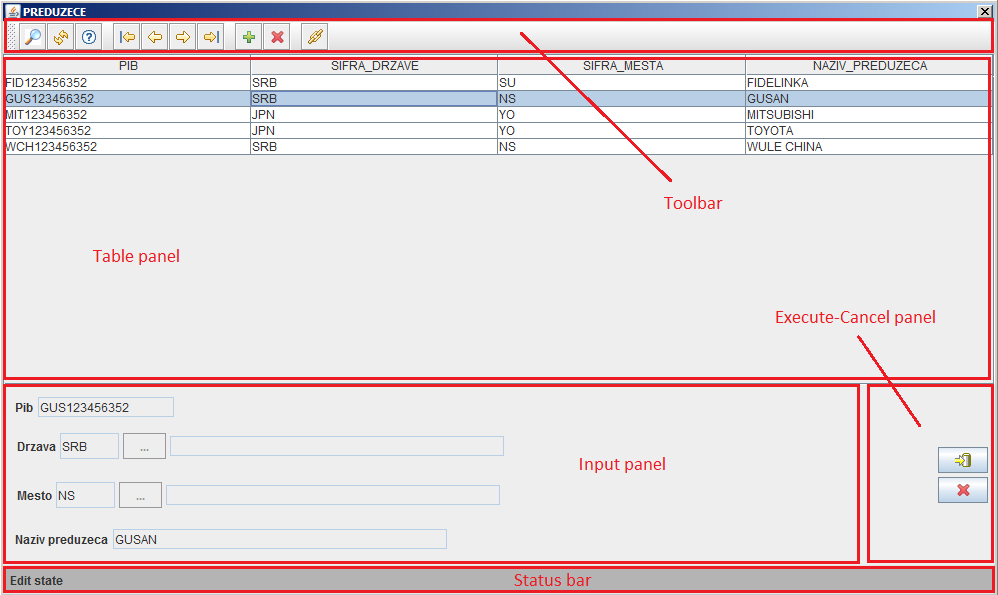 PREDUZECE
PIB SIFRA_DRZAVE SIFRA_MESTA NAZIV_PREDUZECA
FID123456352 SRB SU FIDELINKA
GUS123456352 SRB NS GUSAN
MIT123456352 JPN YO MITSUBISHI
TOY123456352 JPN YO TOYOTA
WCH123456352 SRB NS WULE CHINA
Toolbar
Table panel
Execute-Cancel panel
Pib GUS123456352
Drzava SRB ...
Input panel
Mesto NS ...
Naziv preduzeca GUSAN
Edit state Status bar